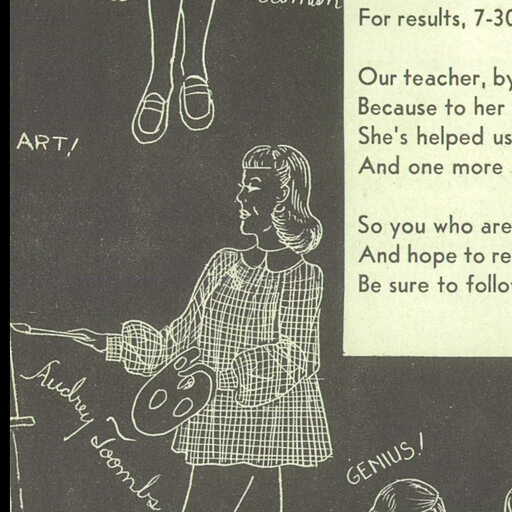 For results, 7-30
Our teacher, by
Because to her
She's helped us
And one more
So you who are
And hope to re
Be sure to follo
ART!
Audrey Toombs
GENIUS!